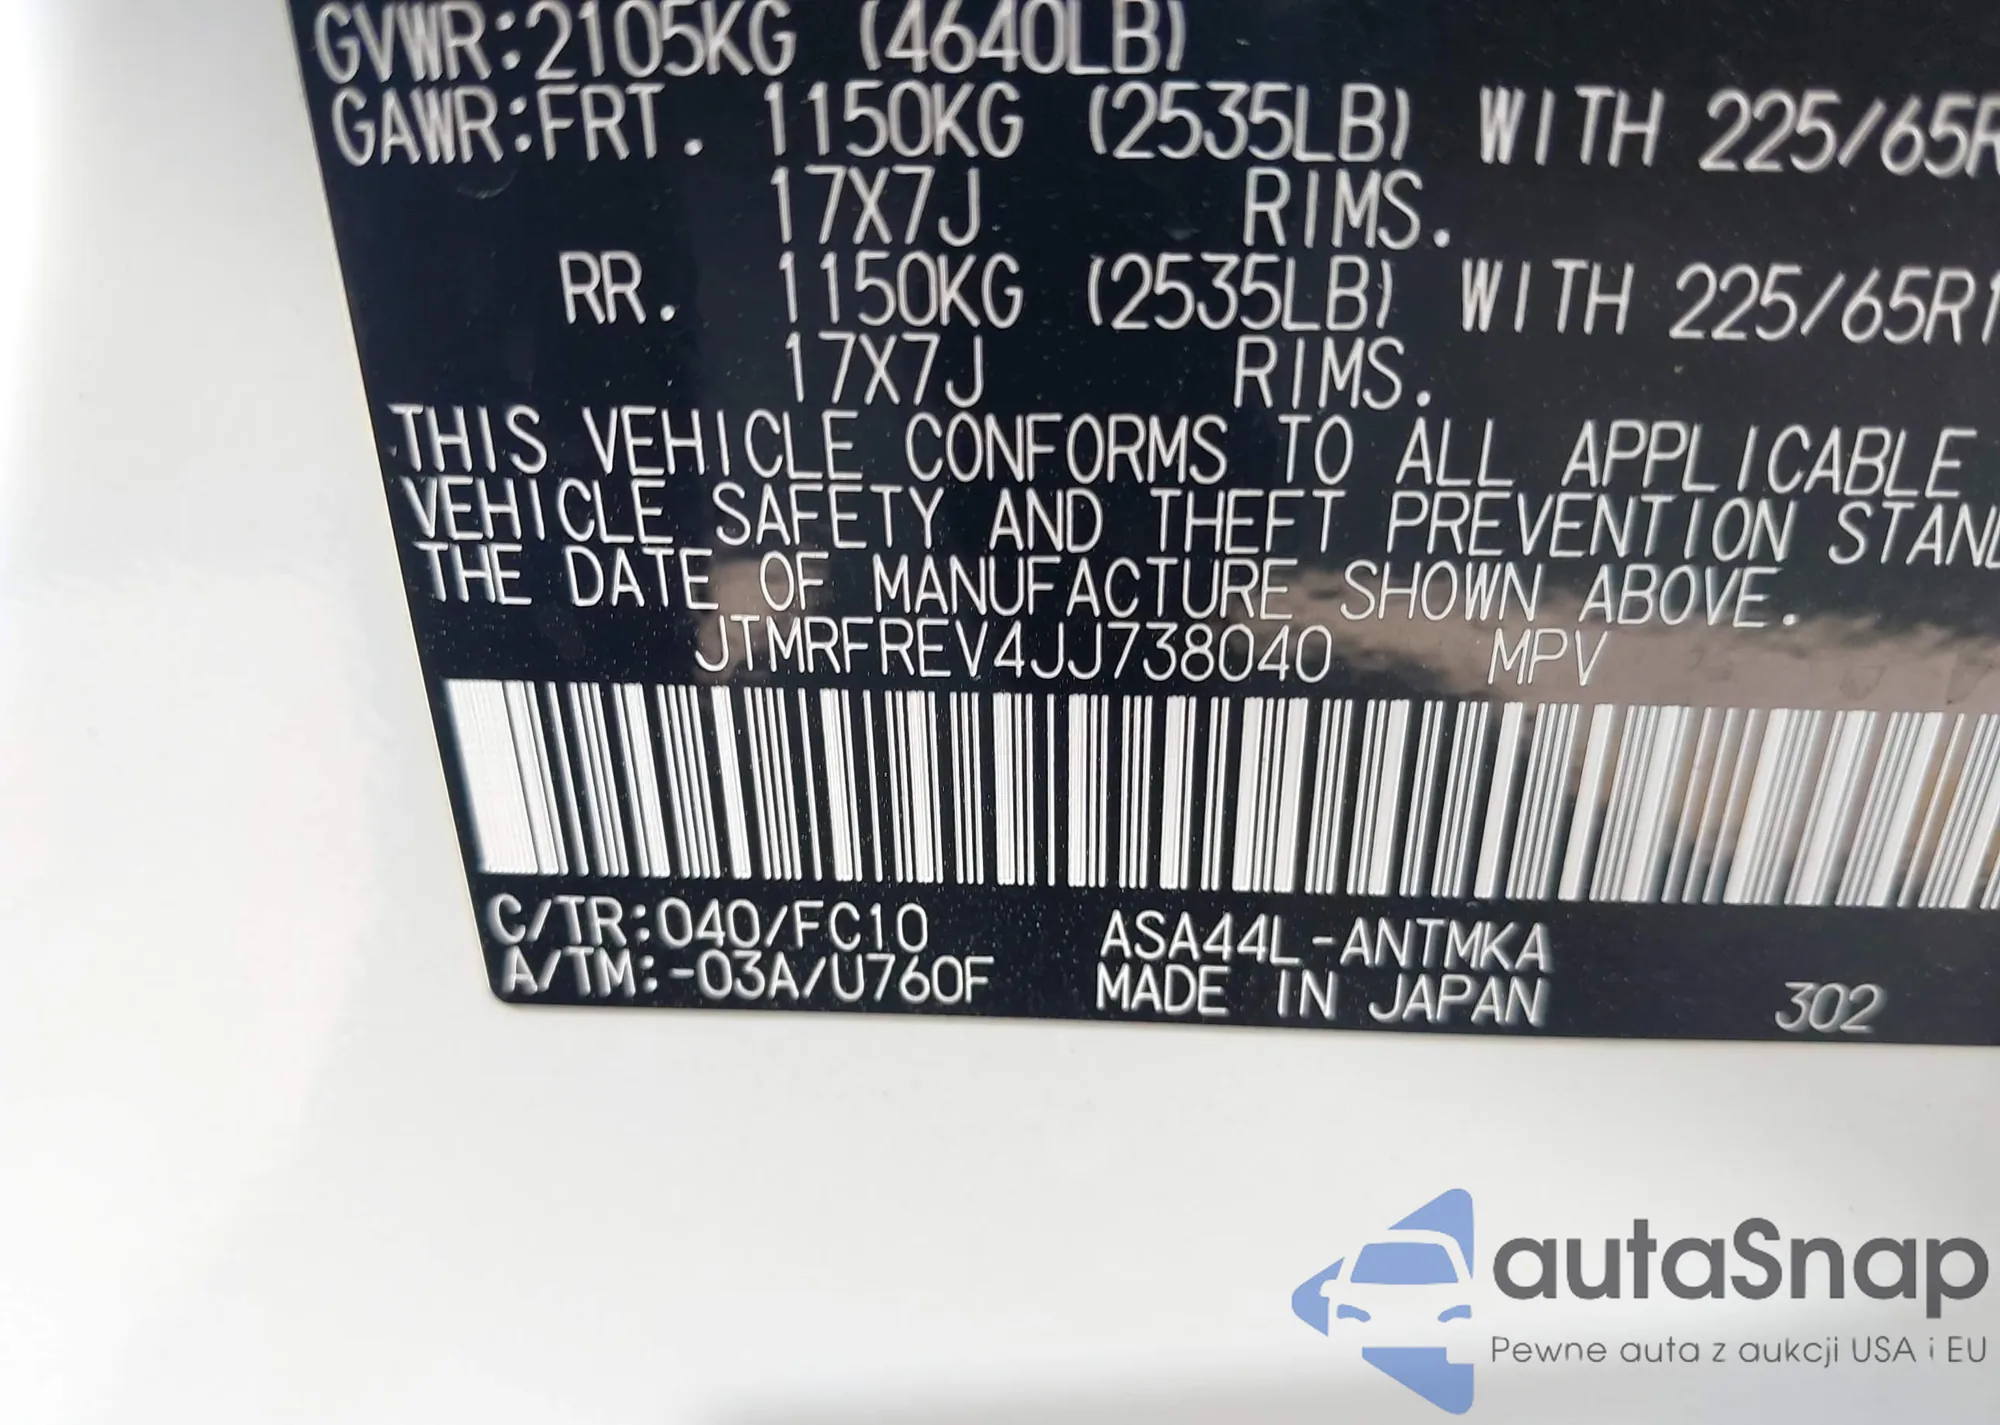 GVWR:2105KG (4640LB)
GAWR:FRT. 1150KG (2535LB) WITH 225/65R
17X7J RIMS.
RR. 1150KG (2535LB) WITH 225/65R1
17X7J RIMS.
THIS VEHICLE CONFORMS TO ALL APPLICABLE
VEHICLE SAFETY AND THEFT PREVENTION STAND
THE DATE OF MANUFACTURE SHOWN ABOVE.
JTMRFREV4JJ738040 MPV
C/TR:040/FC10 ASA44L-ANTMKA
A/TM:-03A/U760F MADE IN JAPAN 302
autaSnap
Pewne auta z aukcji USA i EU